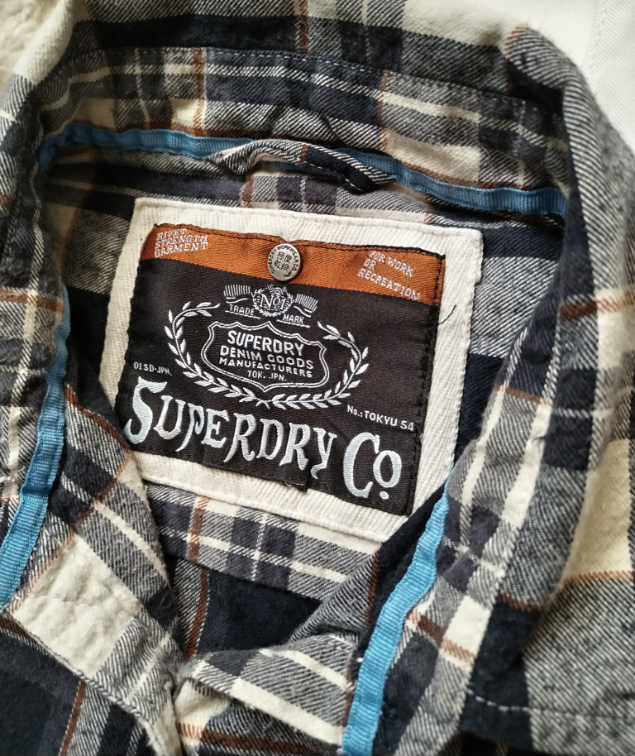 RIVET
STRENGTH
GARMENT
FOR WORK
OR
RECREATION
No1
TRADE MARK
SUPERDRY
DENIM GOODS
MANUFACTURERS
TOK. JPN.
01 SD-JPN.
No.: TOKYU 54
SUPERDRY Co